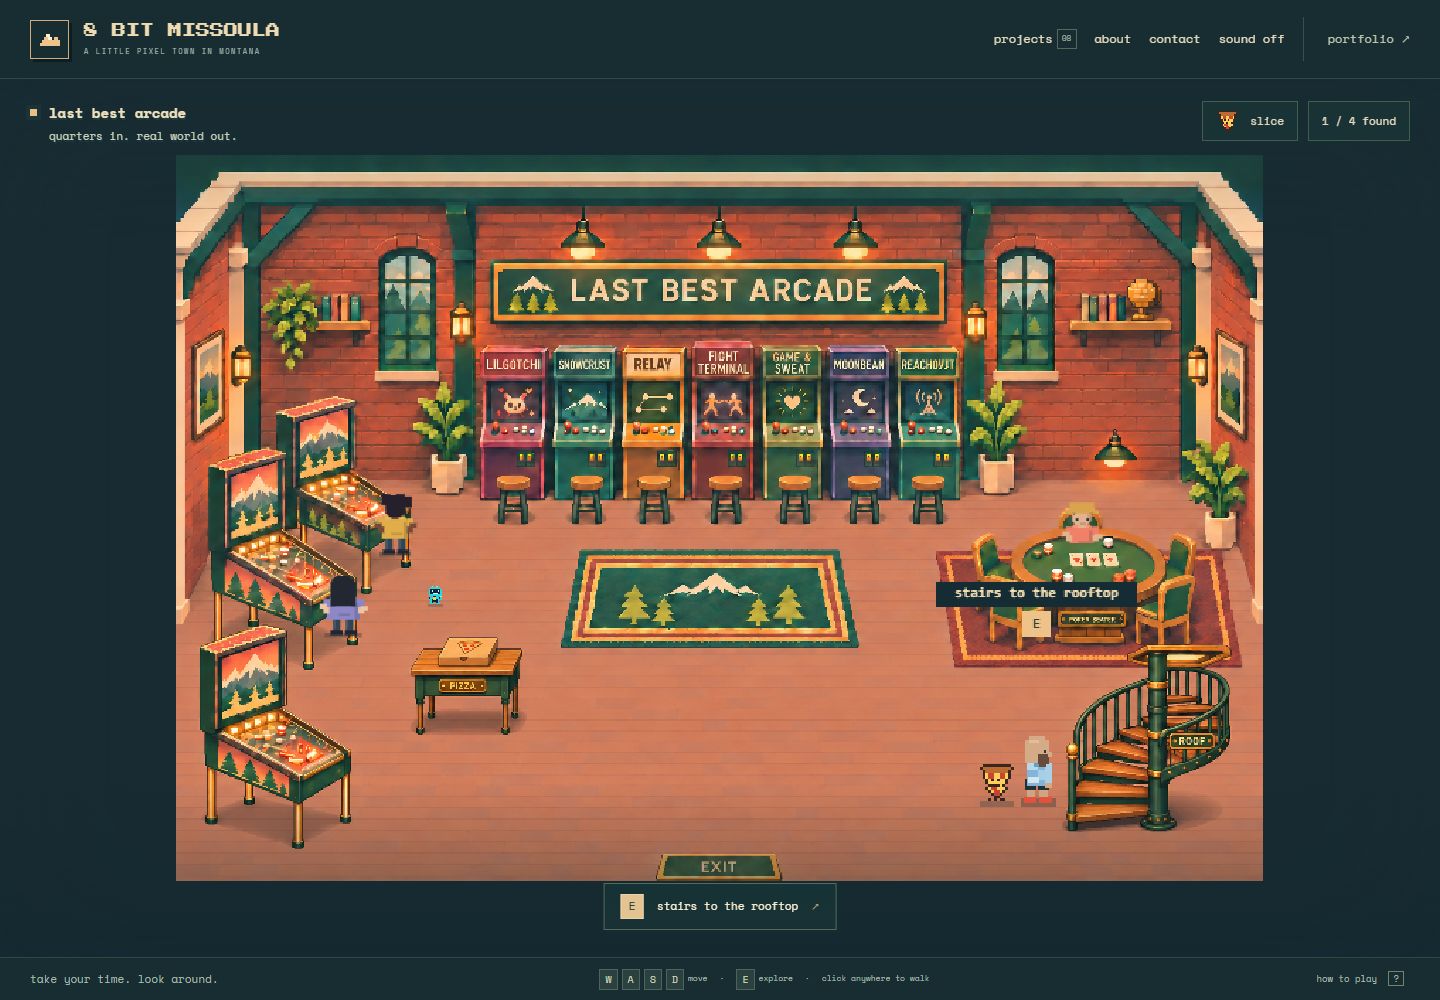 8 BIT MISSOULA
A LITTLE PIXEL TOWN IN MONTANA
projects 08 about contact sound off portfolio ↗
last best arcade
quarters in. real world out.
slice
1 / 4 found
LAST BEST ARCADE
LILGOTCHI
SNOWCRUST
RELAY
FIGHT
TERMINAL
GAME &
SWEAT
MOONBEAN
REACHOUT
stairs to the rooftop
E
POKER
PIZZA
ROOF
EXIT
E stairs to the rooftop ↗
take your time. look around.
W A S D move · E explore · click anywhere to walk
how to play ?